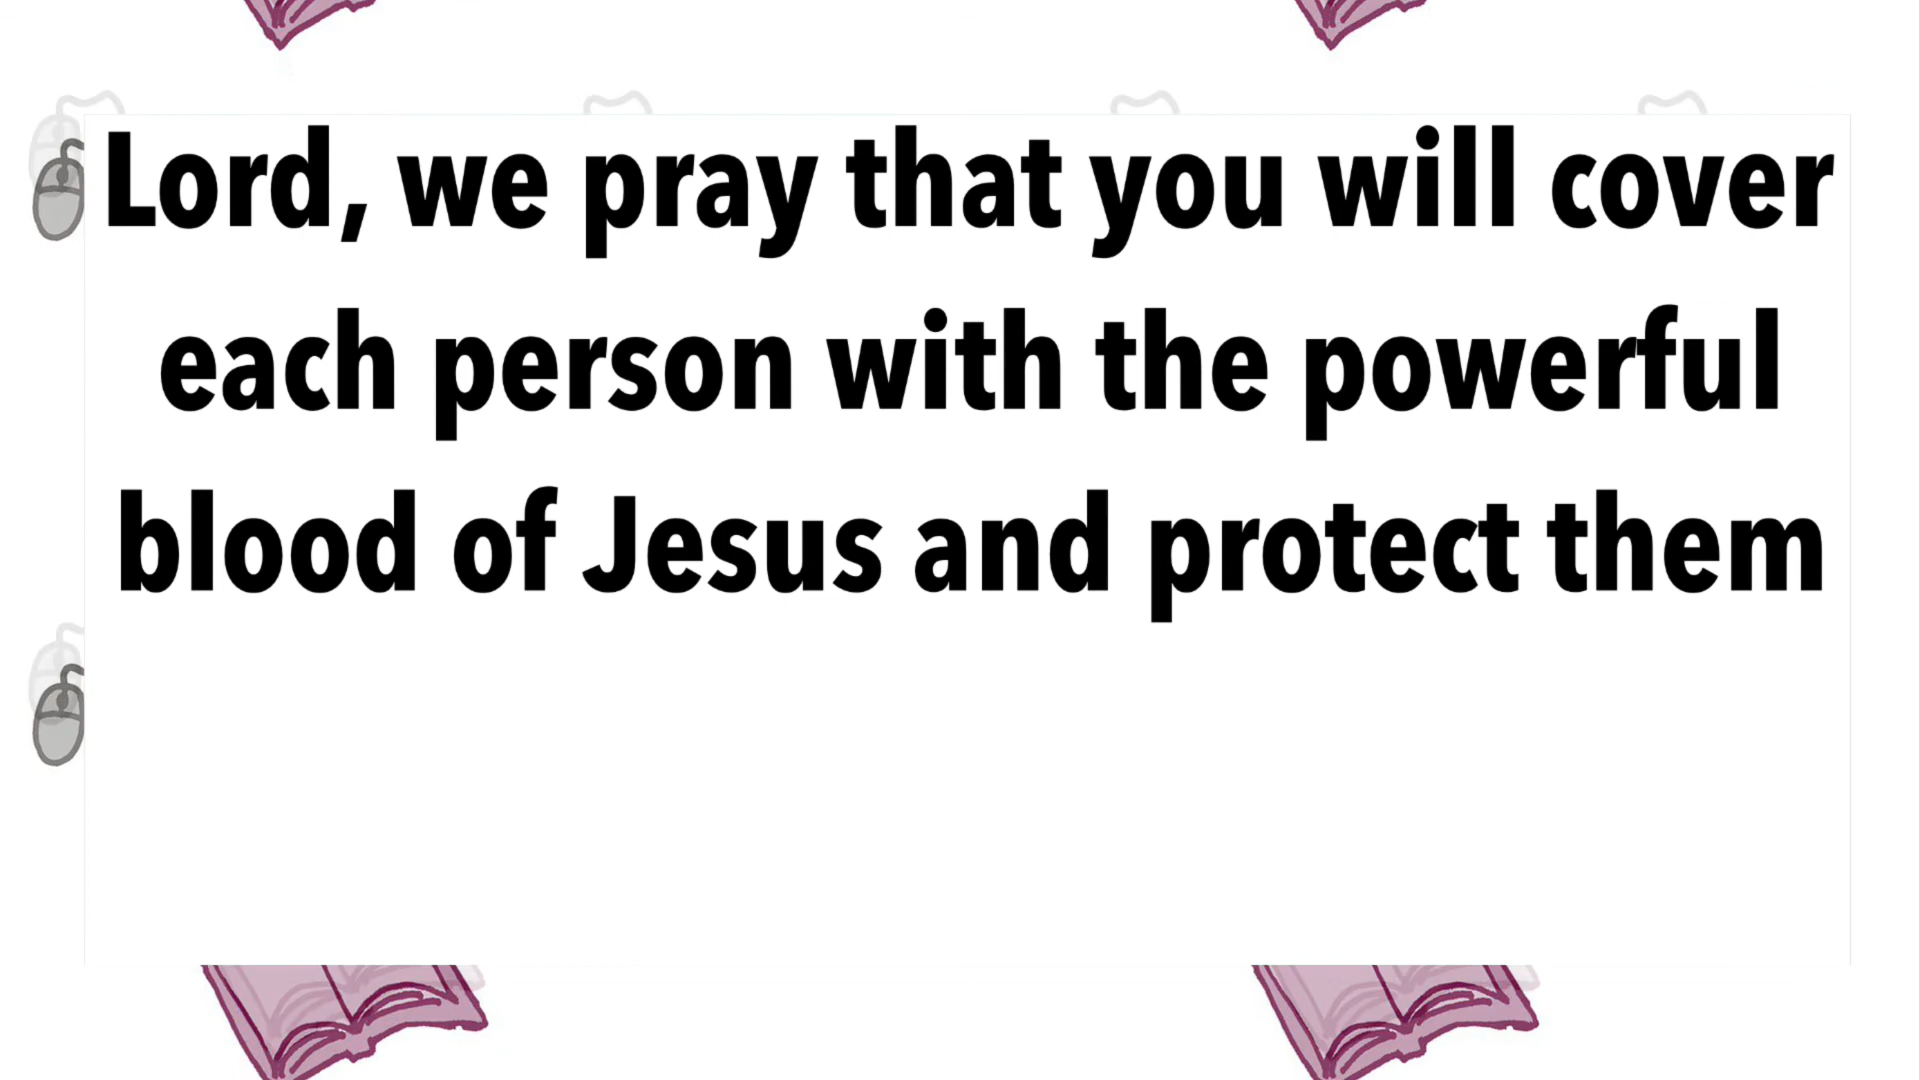 Lord, we pray that you will cover
each person with the powerful
blood of Jesus and protect them